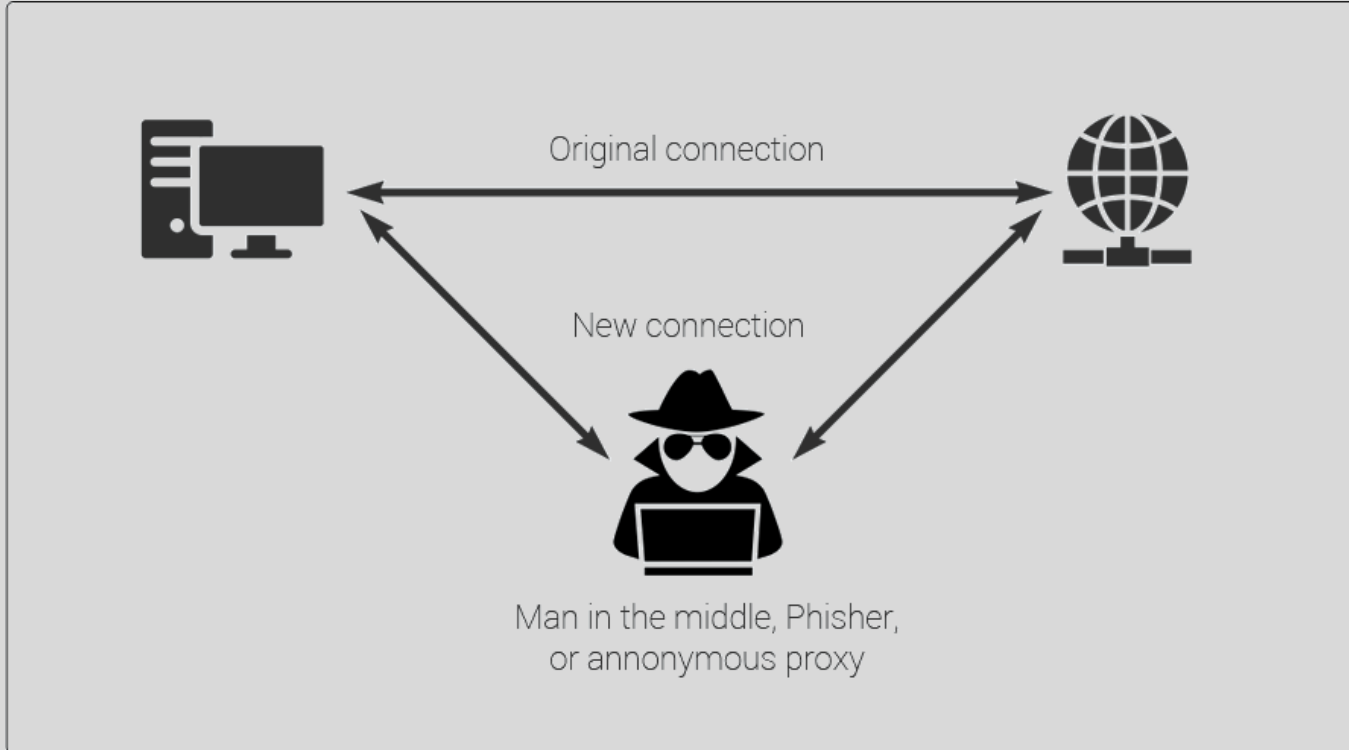 Original connection
New connection
Man in the middle, Phisher,
or annonymous proxy